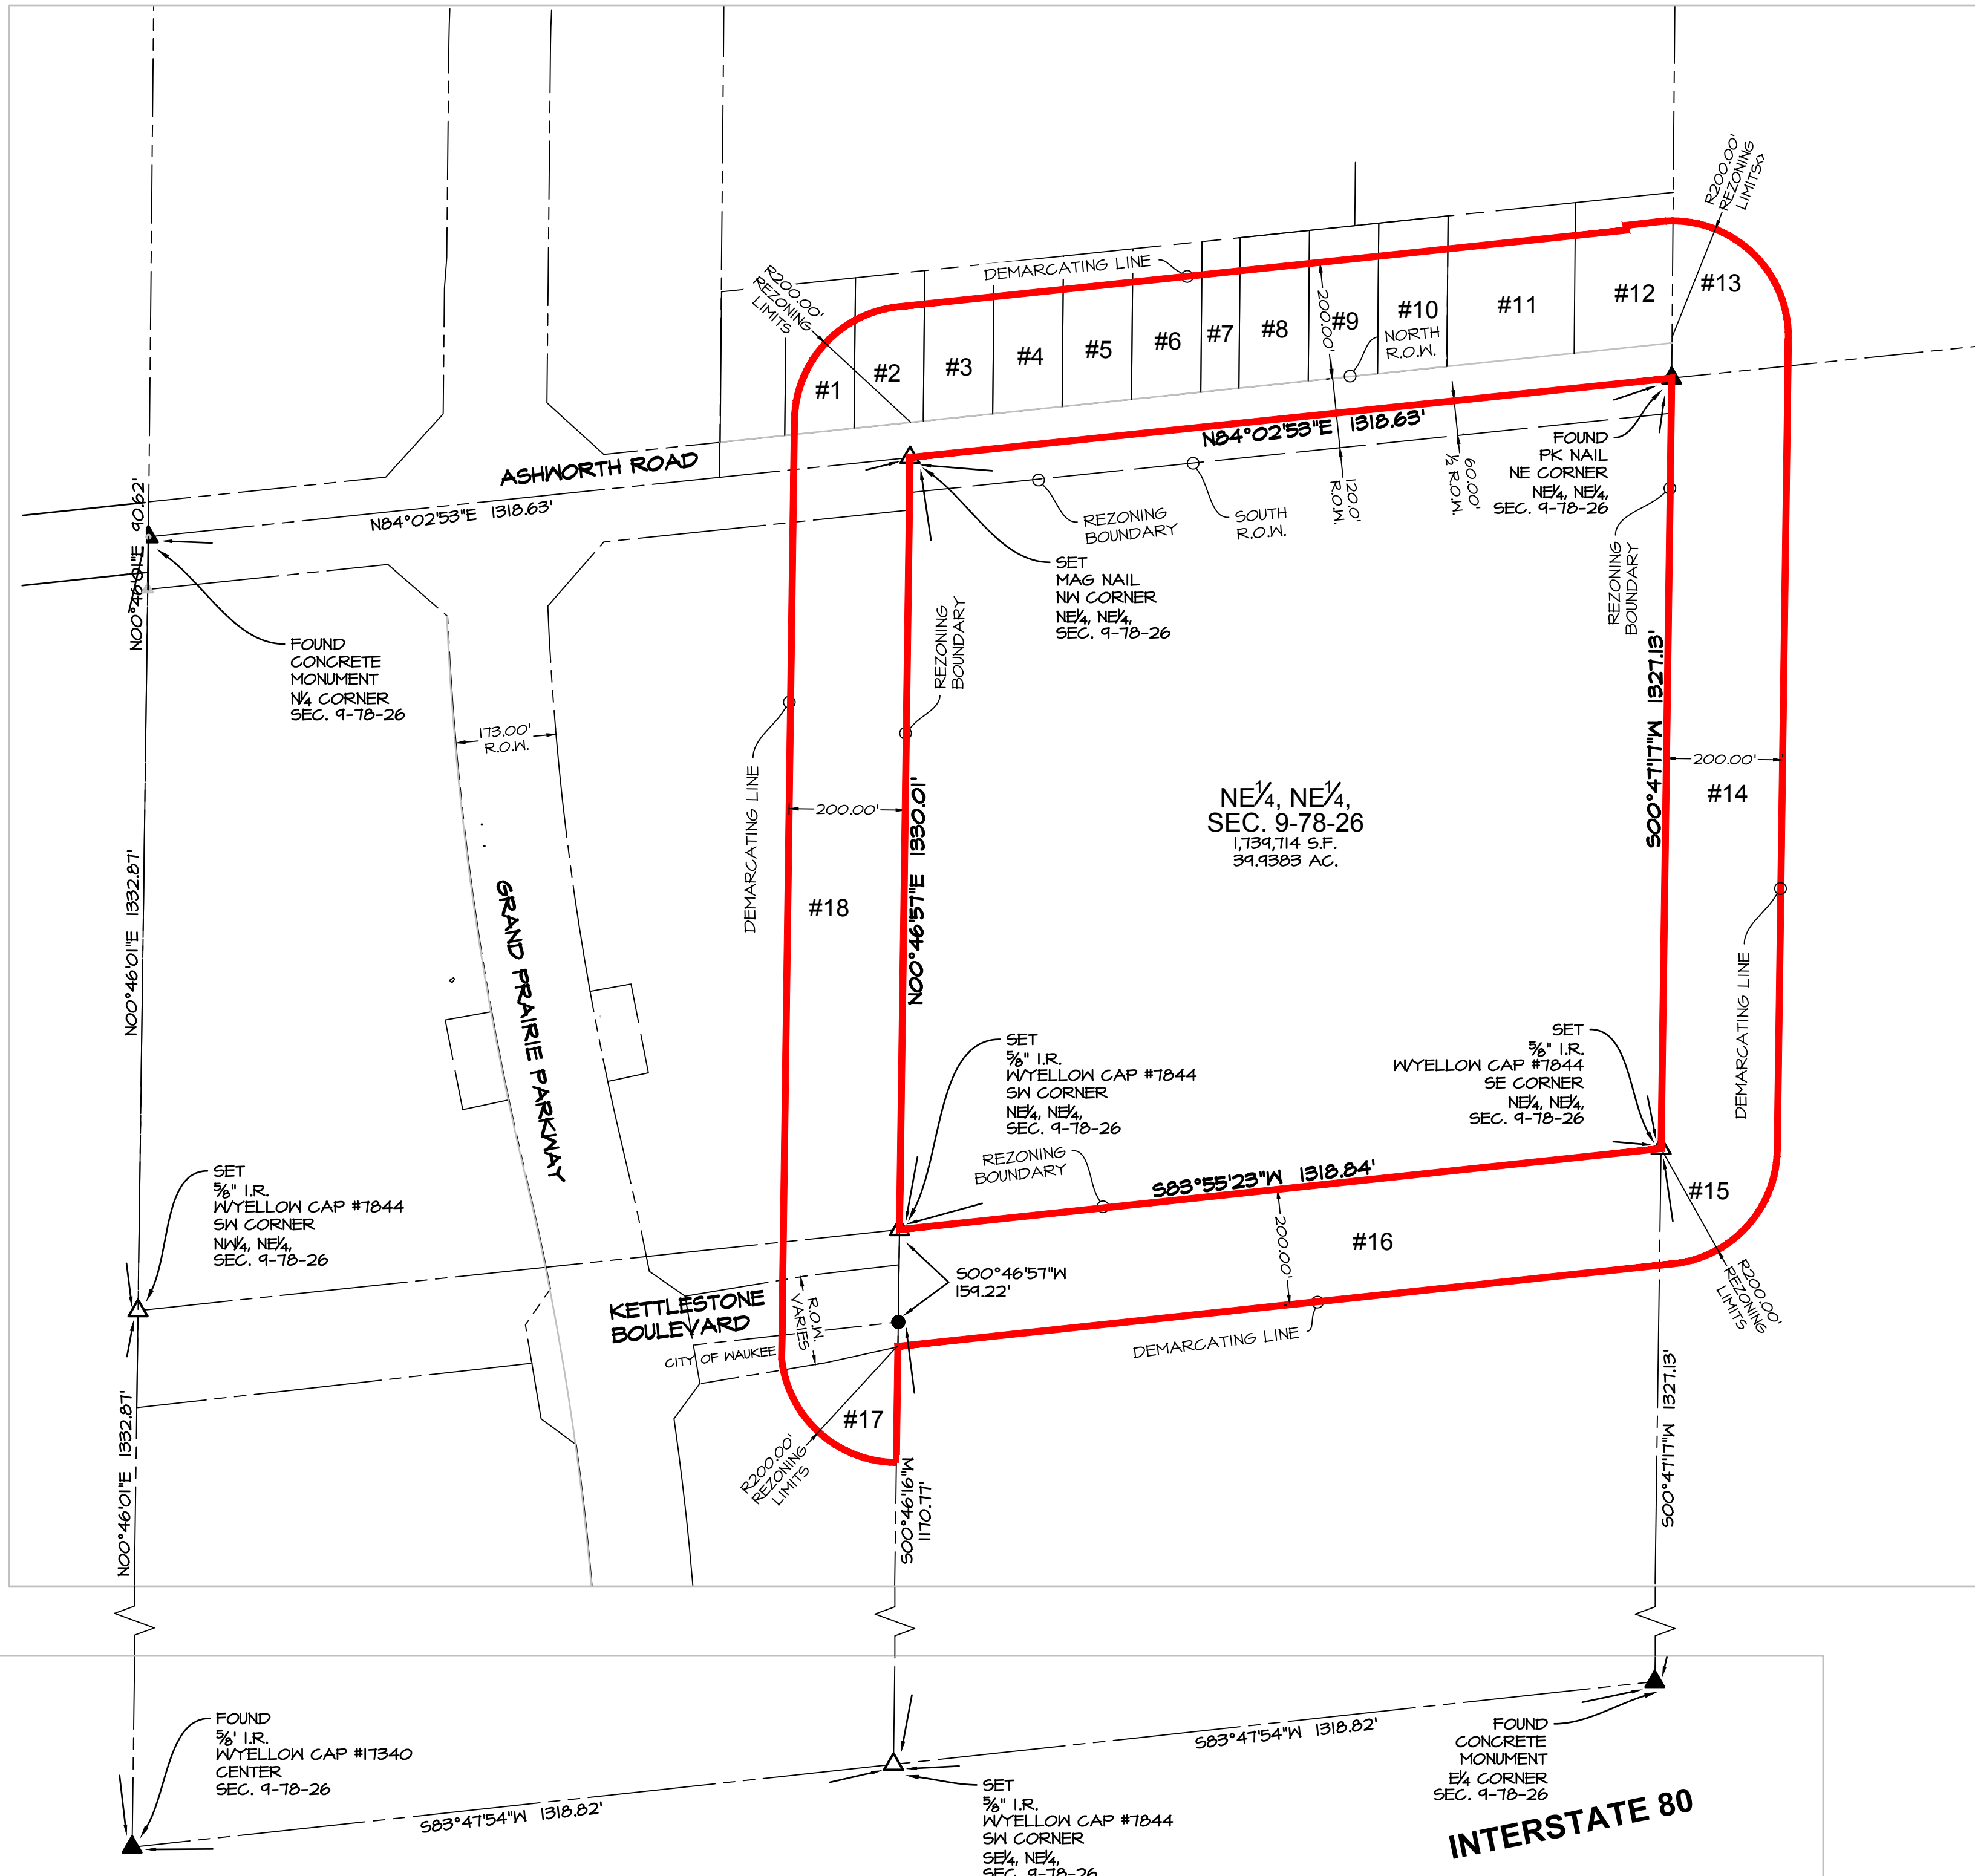 R200.00'
REZONING
LIMITS<>
R200.00'
REZONING
LIMITS
DEMARCATING LINE
#1
#2
#3
#4
#5
#6
#7
#8
#9
#10
#11
#12
#13
200.00'
NORTH
R.O.W.
ASHWORTH ROAD
N84°02'53"E 1318.63'
N84°02'53"E 1318.63'
N00°46'01"E 90.62'
120.0'
R.O.W.
60.00'
½ R.O.W.
FOUND
PK NAIL
NE CORNER
NE¼, NE¼,
SEC. 9-78-26
REZONING
BOUNDARY
SOUTH
R.O.W.
SET
MAG NAIL
NW CORNER
NE¼, NE¼,
SEC. 9-78-26
REZONING
BOUNDARY
REZONING
BOUNDARY
FOUND
CONCRETE
MONUMENT
N¼ CORNER
SEC. 9-78-26
173.00'
R.O.W.
DEMARCATING LINE
200.00'
#18
N00°46'57"E 1330.01'
NE¼, NE¼,
SEC. 9-78-26
1,739,714 S.F.
39.9383 AC.
S00°47'17"W 1327.13'
200.00'
#14
DEMARCATING LINE
N00°46'01"E 1332.87'
GRAND PRAIRIE PARKWAY
SET
⅝" I.R.
W/YELLOW CAP #7844
SW CORNER
NE¼, NE¼,
SEC. 9-78-26
SET
⅝" I.R.
W/YELLOW CAP #7844
SE CORNER
NE¼, NE¼,
SEC. 9-78-26
REZONING
BOUNDARY
S83°55'23"W 1318.84'
#15
#16
200.00'
SET
⅝" I.R.
W/YELLOW CAP #7844
SW CORNER
NW¼, NE¼,
SEC. 9-78-26
S00°46'57"W
159.22'
KETTLESTONE
BOULEVARD
R.O.W.
VARIES
CITY OF WAUKEE
DEMARCATING LINE
R200.00'
REZONING
LIMITS
#17
R200.00'
REZONING
LIMITS
N00°46'01"E 1332.87'
S00°46'16"W
1170.77'
S00°47'17"W 1327.13'
FOUND
⅝' I.R.
W/YELLOW CAP #17340
CENTER
SEC. 9-78-26
S83°47'54"W 1318.82'
S83°47'54"W 1318.82'
FOUND
CONCRETE
MONUMENT
E¼ CORNER
SEC. 9-78-26
SET
⅝" I.R.
W/YELLOW CAP #7844
SW CORNER
SE¼, NE¼,
SEC. 9-78-26
INTERSTATE 80